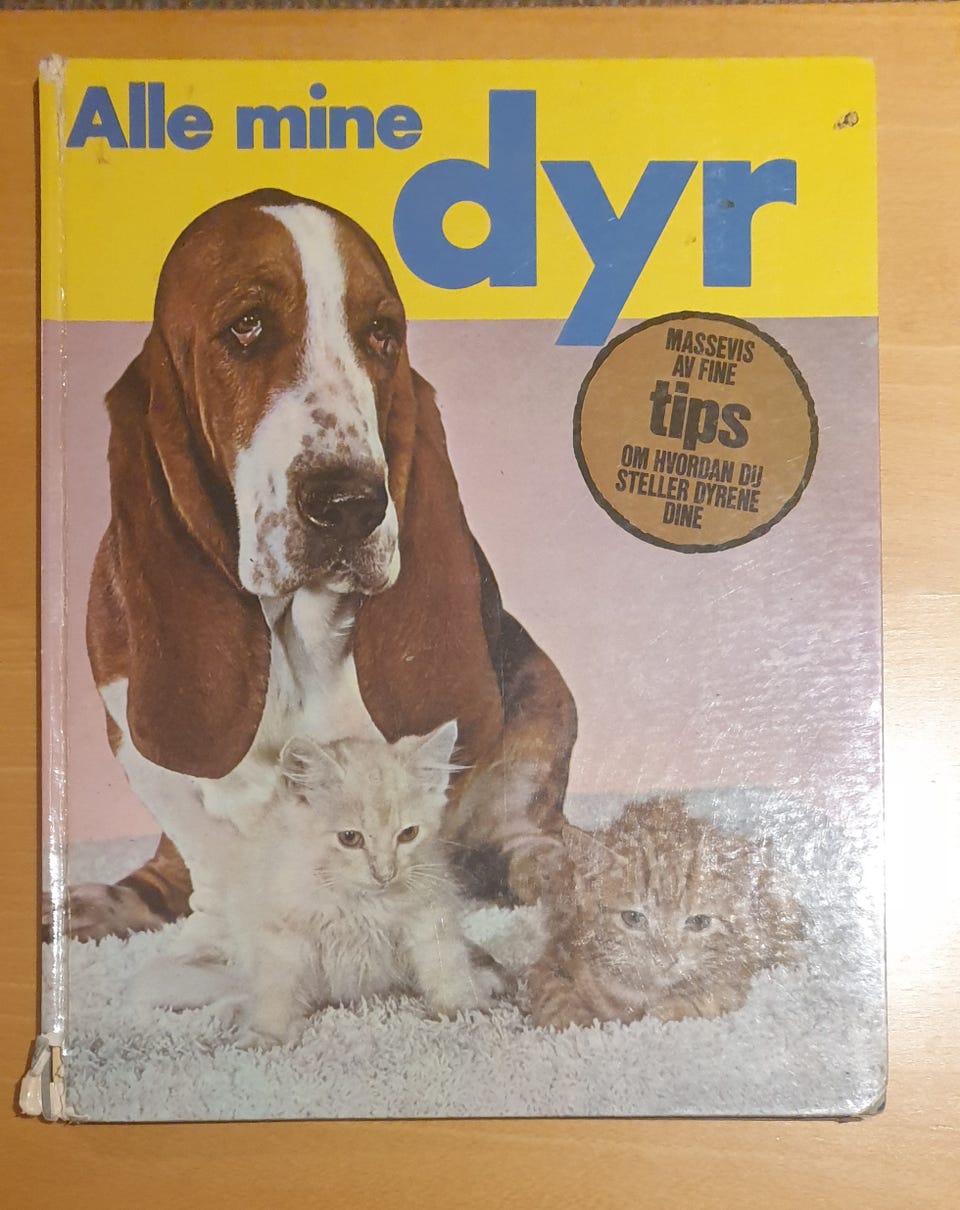 Alle mine
dyr
MASSEVIS
AV FINE
tips
OM HVORDAN DU
STELLER DYRENE
DINE